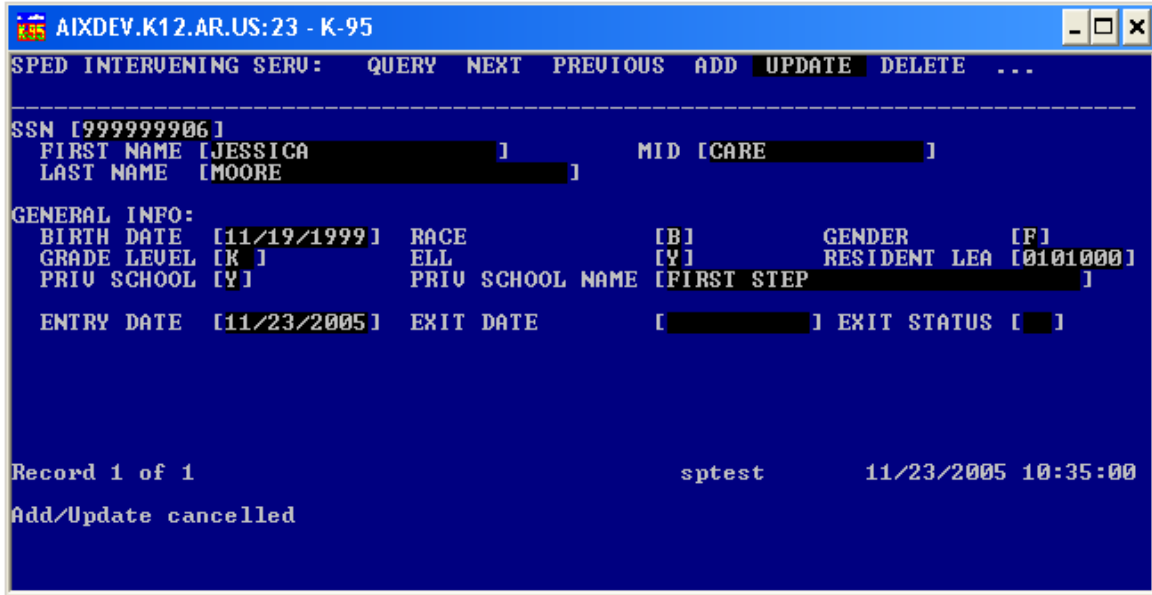 K95 AIXDEV.K12.AR.US:23 - K-95
SPED INTERVENING SERV: QUERY NEXT PREVIOUS ADD UPDATE DELETE ...
SSN [999999906]
FIRST NAME [JESSICA ] MID [CARE ]
LAST NAME [MOORE ]
GENERAL INFO:
BIRTH DATE [11/19/1999] RACE [B] GENDER [F]
GRADE LEVEL [K ] ELL [Y] RESIDENT LEA [0101000]
PRIV SCHOOL [Y] PRIV SCHOOL NAME [FIRST STEP ]
ENTRY DATE [11/23/2005] EXIT DATE [ ] EXIT STATUS [ ]
Record 1 of 1 sptest 11/23/2005 10:35:00
Add/Update cancelled